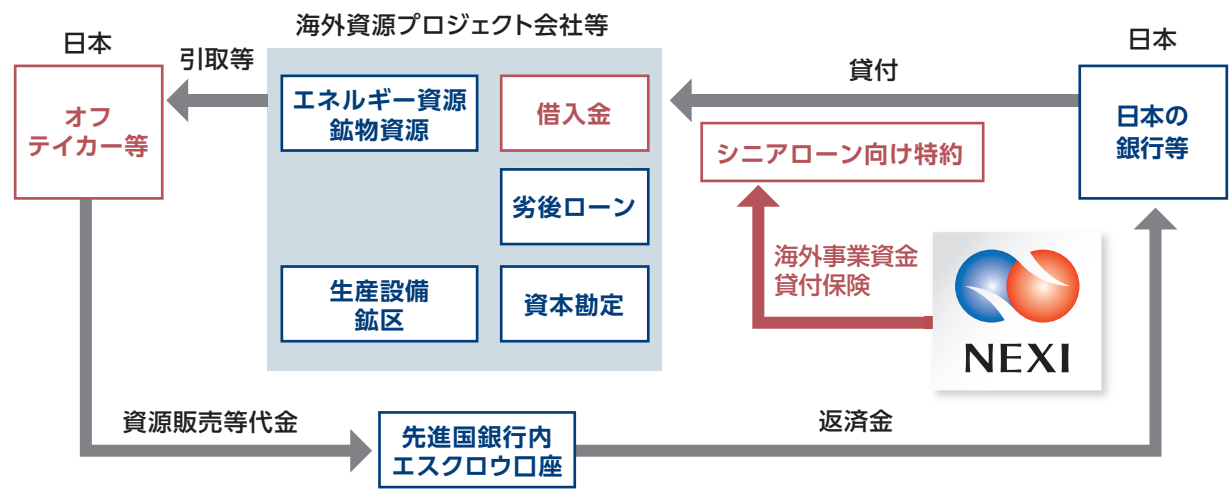 海外資源プロジェクト会社等
日本
引取等
オフ
テイカー等
エネルギー資源
鉱物資源
借入金
劣後ローン
生産設備
鉱区
資本勘定
貸付
シニアローン向け特約
日本
日本の
銀行等
海外事業資金
貸付保険
NEXI
資源販売等代金
先進国銀行内
エスクロウ口座
返済金